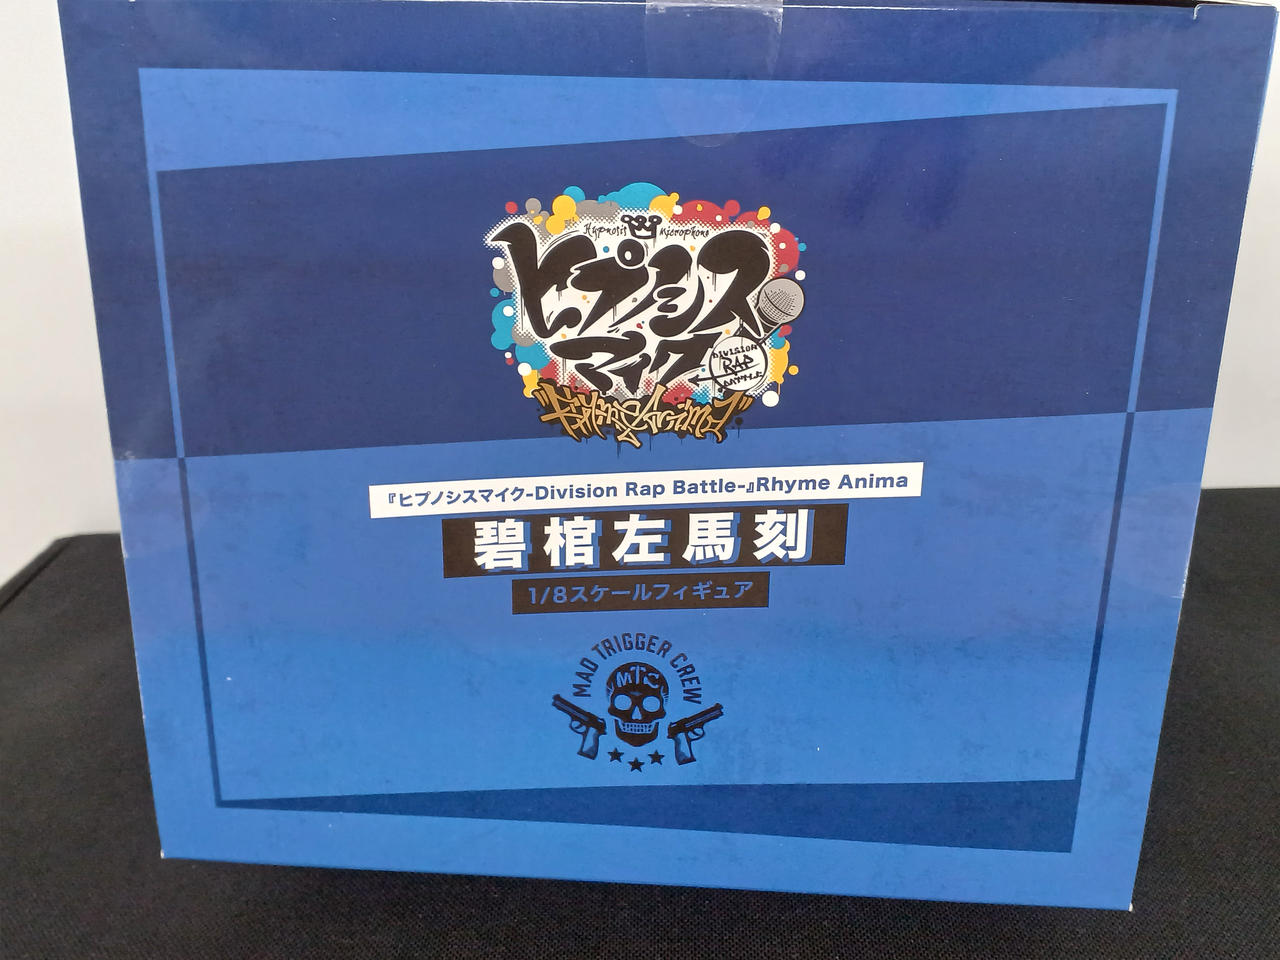 Hypnosis Microphone
ヒプノシス
マイク
DIVISION
RAP
BATTLE
"Rhyme Anima"
『ヒプノシスマイク-Division Rap Battle-』Rhyme Anima
碧棺左馬刻
1/8スケールフィギュア
MAD TRIGGER CREW
MTC